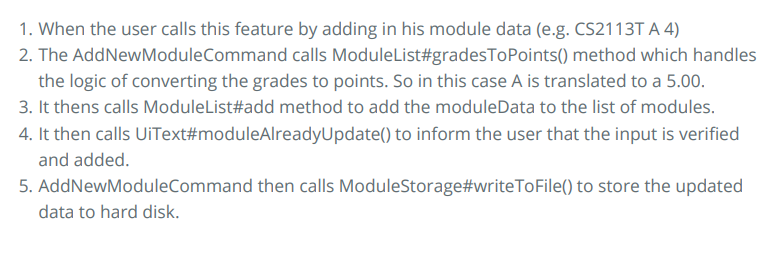 1. When the user calls this feature by adding in his module data (e.g. CS2113T A 4)
2. The AddNewModuleCommand calls ModuleList#gradesToPoints() method which handles
the logic of converting the grades to points. So in this case A is translated to a 5.00.
3. It thens calls ModuleList#add method to add the moduleData to the list of modules.
4. It then calls UiText#moduleAlreadyUpdate() to inform the user that the input is verified
and added.
5. AddNewModuleCommand then calls ModuleStorage#writeToFile() to store the updated
data to hard disk.